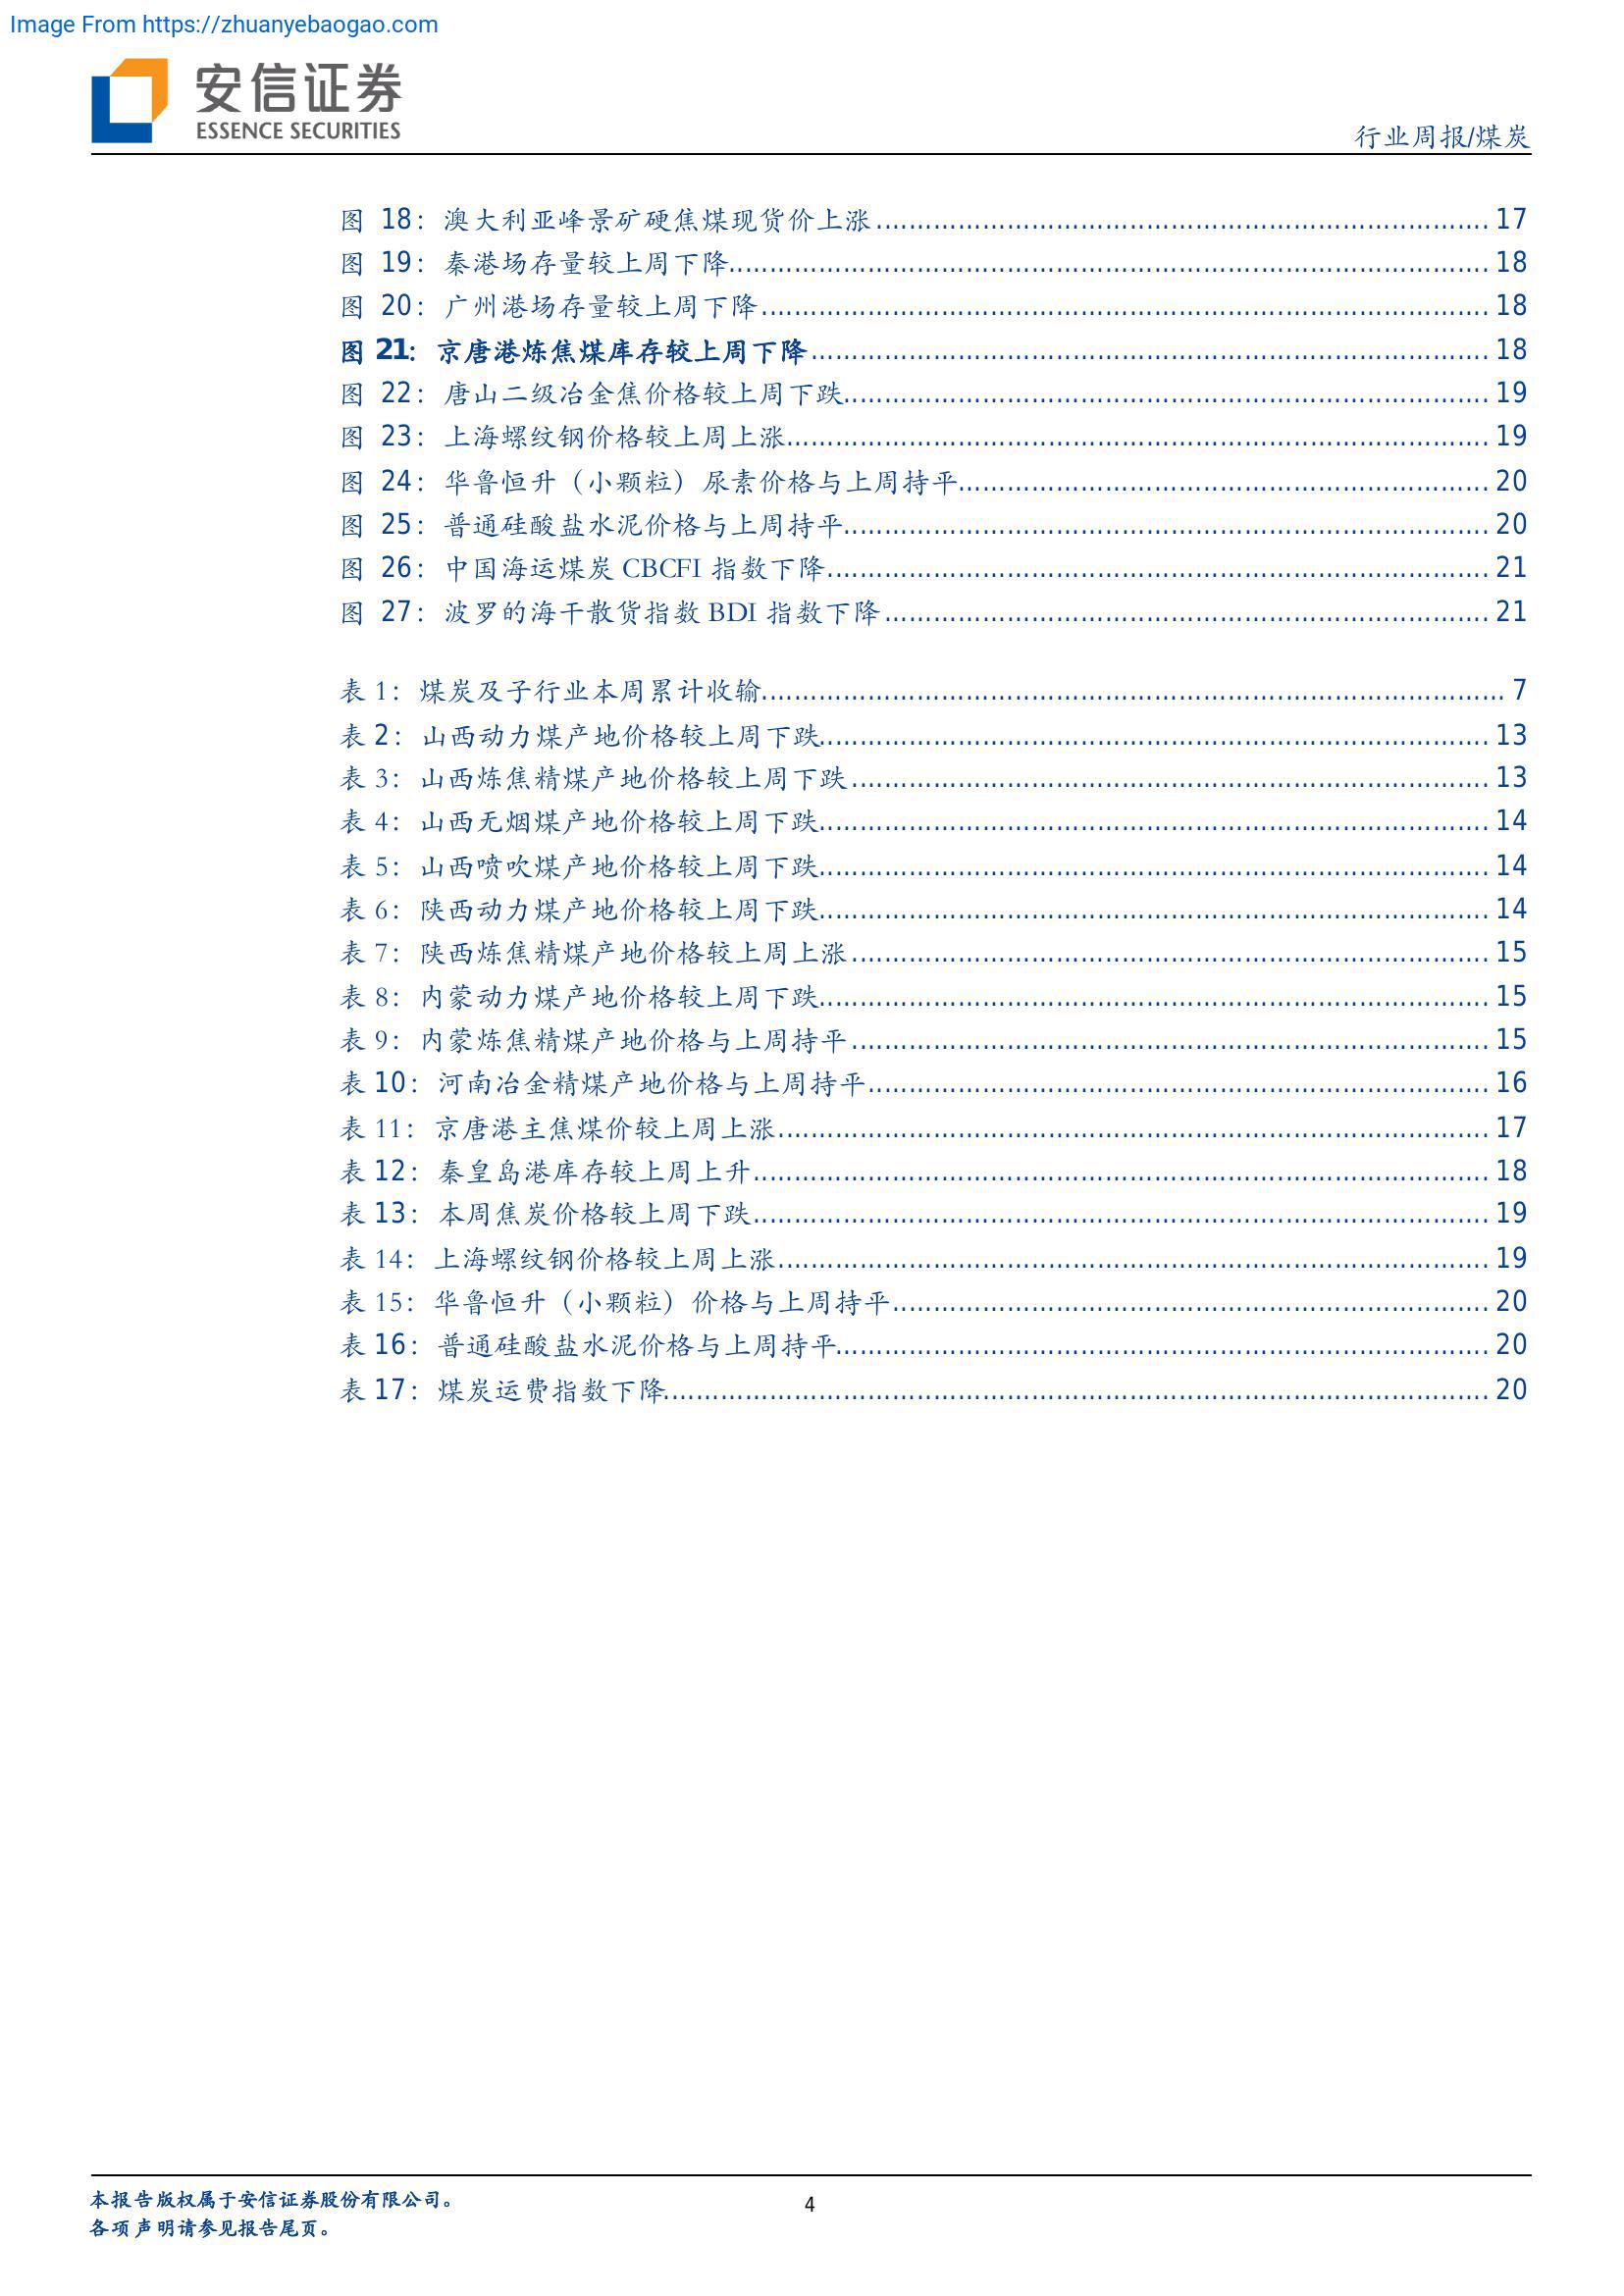 Image From https://zhuanyebaogao.com
安信证券
ESSENCE SECURITIES
行业周报/煤炭
图 18：澳大利亚峰景矿硬焦煤现货价上涨 17
图 19：秦港场存量较上周下降 18
图 20：广州港场存量较上周下降 18
图 21：京唐港炼焦煤库存较上周下降 18
图 22：唐山二级冶金焦价格较上周下跌 19
图 23：上海螺纹钢价格较上周上涨 19
图 24：华鲁恒升（小颗粒）尿素价格与上周持平 20
图 25：普通硅酸盐水泥价格与上周持平 20
图 26：中国海运煤炭 CBCFI 指数下降 21
图 27：波罗的海干散货指数 BDI 指数下降 21
表 1：煤炭及子行业本周累计收输 7
表 2：山西动力煤产地价格较上周下跌 13
表 3：山西炼焦精煤产地价格较上周下跌 13
表 4：山西无烟煤产地价格较上周下跌 14
表 5：山西喷吹煤产地价格较上周下跌 14
表 6：陕西动力煤产地价格较上周下跌 14
表 7：陕西炼焦精煤产地价格较上周上涨 15
表 8：内蒙动力煤产地价格较上周下跌 15
表 9：内蒙炼焦精煤产地价格与上周持平 15
表 10：河南冶金精煤产地价格与上周持平 16
表 11：京唐港主焦煤价较上周上涨 17
表 12：秦皇岛港库存较上周上升 18
表 13：本周焦炭价格较上周下跌 19
表 14：上海螺纹钢价格较上周上涨 19
表 15：华鲁恒升（小颗粒）价格与上周持平 20
表 16：普通硅酸盐水泥价格与上周持平 20
表 17：煤炭运费指数下降 20
本报告版权属于安信证券股份有限公司。
各项声明请参见报告尾页。
4